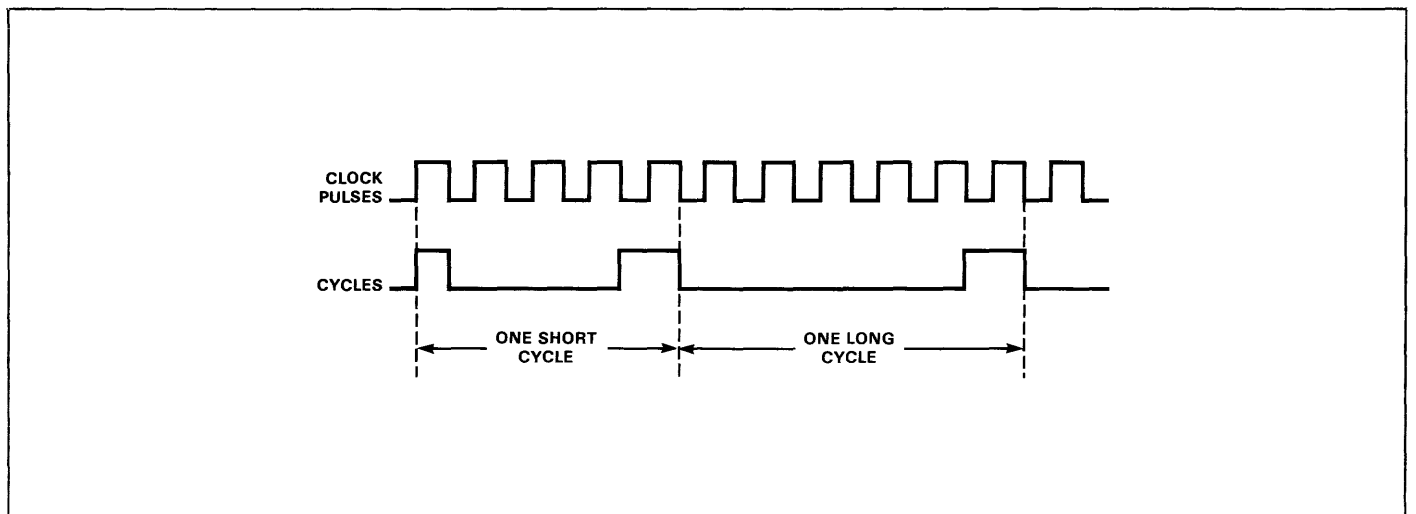 CLOCK
PULSES
CYCLES
ONE SHORT
CYCLE
ONE LONG
CYCLE